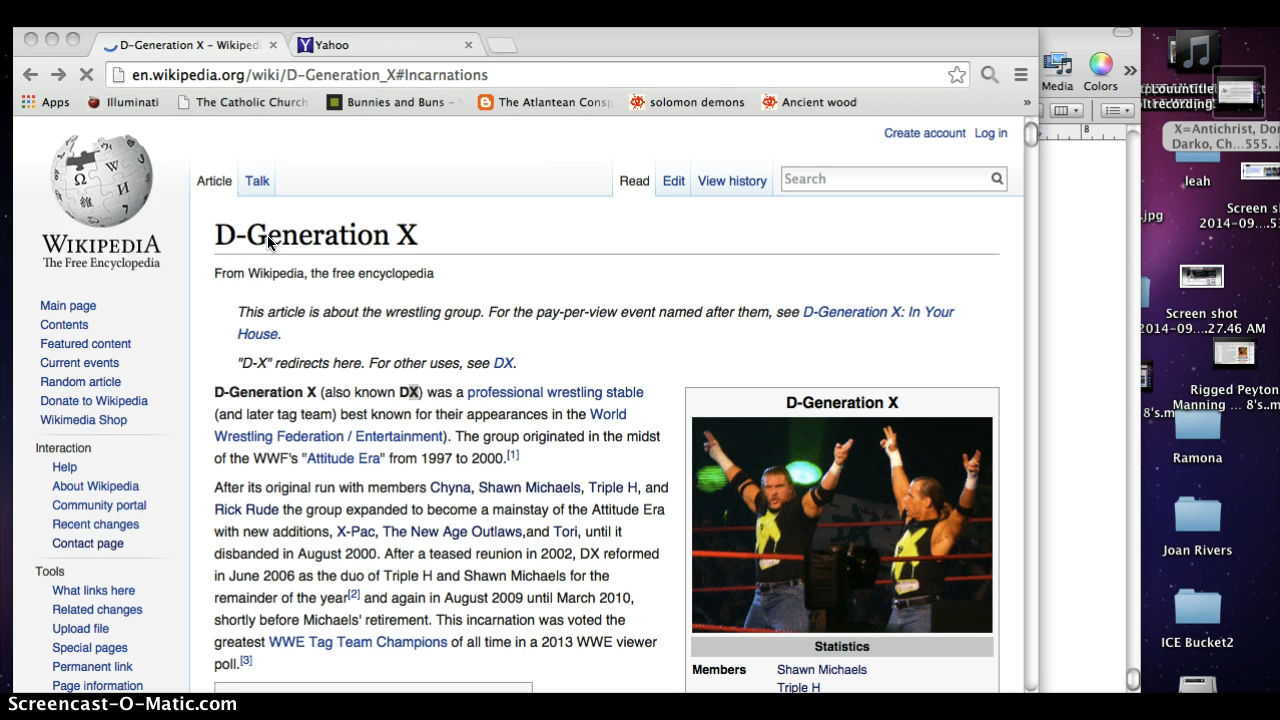 D-Generation X – Wikiped
Yahoo
en.wikipedia.org/wiki/D-Generation_X#Incarnations
Apps
Illuminati
The Catholic Church
Bunnies and Buns -
The Atlantean Consp
solomon demons
Ancient wood
»
Media
Colors
»
8
Create account Log in
Article Talk
Read Edit View history
Search
WIKIPEDIA
The Free Encyclopedia
Main page
Contents
Featured content
Current events
Random article
Donate to Wikipedia
Wikimedia Shop
Interaction
Help
About Wikipedia
Community portal
Recent changes
Contact page
Tools
What links here
Related changes
Upload file
Special pages
Permanent link
Page information
D-Generation X
From Wikipedia, the free encyclopedia
This article is about the wrestling group. For the pay-per-view event named after them, see D-Generation X: In Your
House.
"D-X" redirects here. For other uses, see DX.
D-Generation X (also known DX) was a professional wrestling stable
(and later tag team) best known for their appearances in the World
Wrestling Federation / Entertainment). The group originated in the midst
of the WWF's "Attitude Era" from 1997 to 2000.[1]
After its original run with members Chyna, Shawn Michaels, Triple H, and
Rick Rude the group expanded to become a mainstay of the Attitude Era
with new additions, X-Pac, The New Age Outlaws,and Tori, until it
disbanded in August 2000. After a teased reunion in 2002, DX reformed
in June 2006 as the duo of Triple H and Shawn Michaels for the
remainder of the year[2] and again in August 2009 until March 2010,
shortly before Michaels' retirement. This incarnation was voted the
greatest WWE Tag Team Champions of all time in a 2013 WWE viewer
poll.[3]
D-Generation X
Statistics
Members Shawn Michaels
Triple H
X=Antichrist, Do
Darko, Ch...555.
leah
.jpg
Screen sh
2014-09...
Screen shot
2014-09....27.46 AM
Rigged Peyton
Manning ... 8's..m
8's.m
Ramona
Joan Rivers
ICE Bucket2
Screencast-O-Matic.com